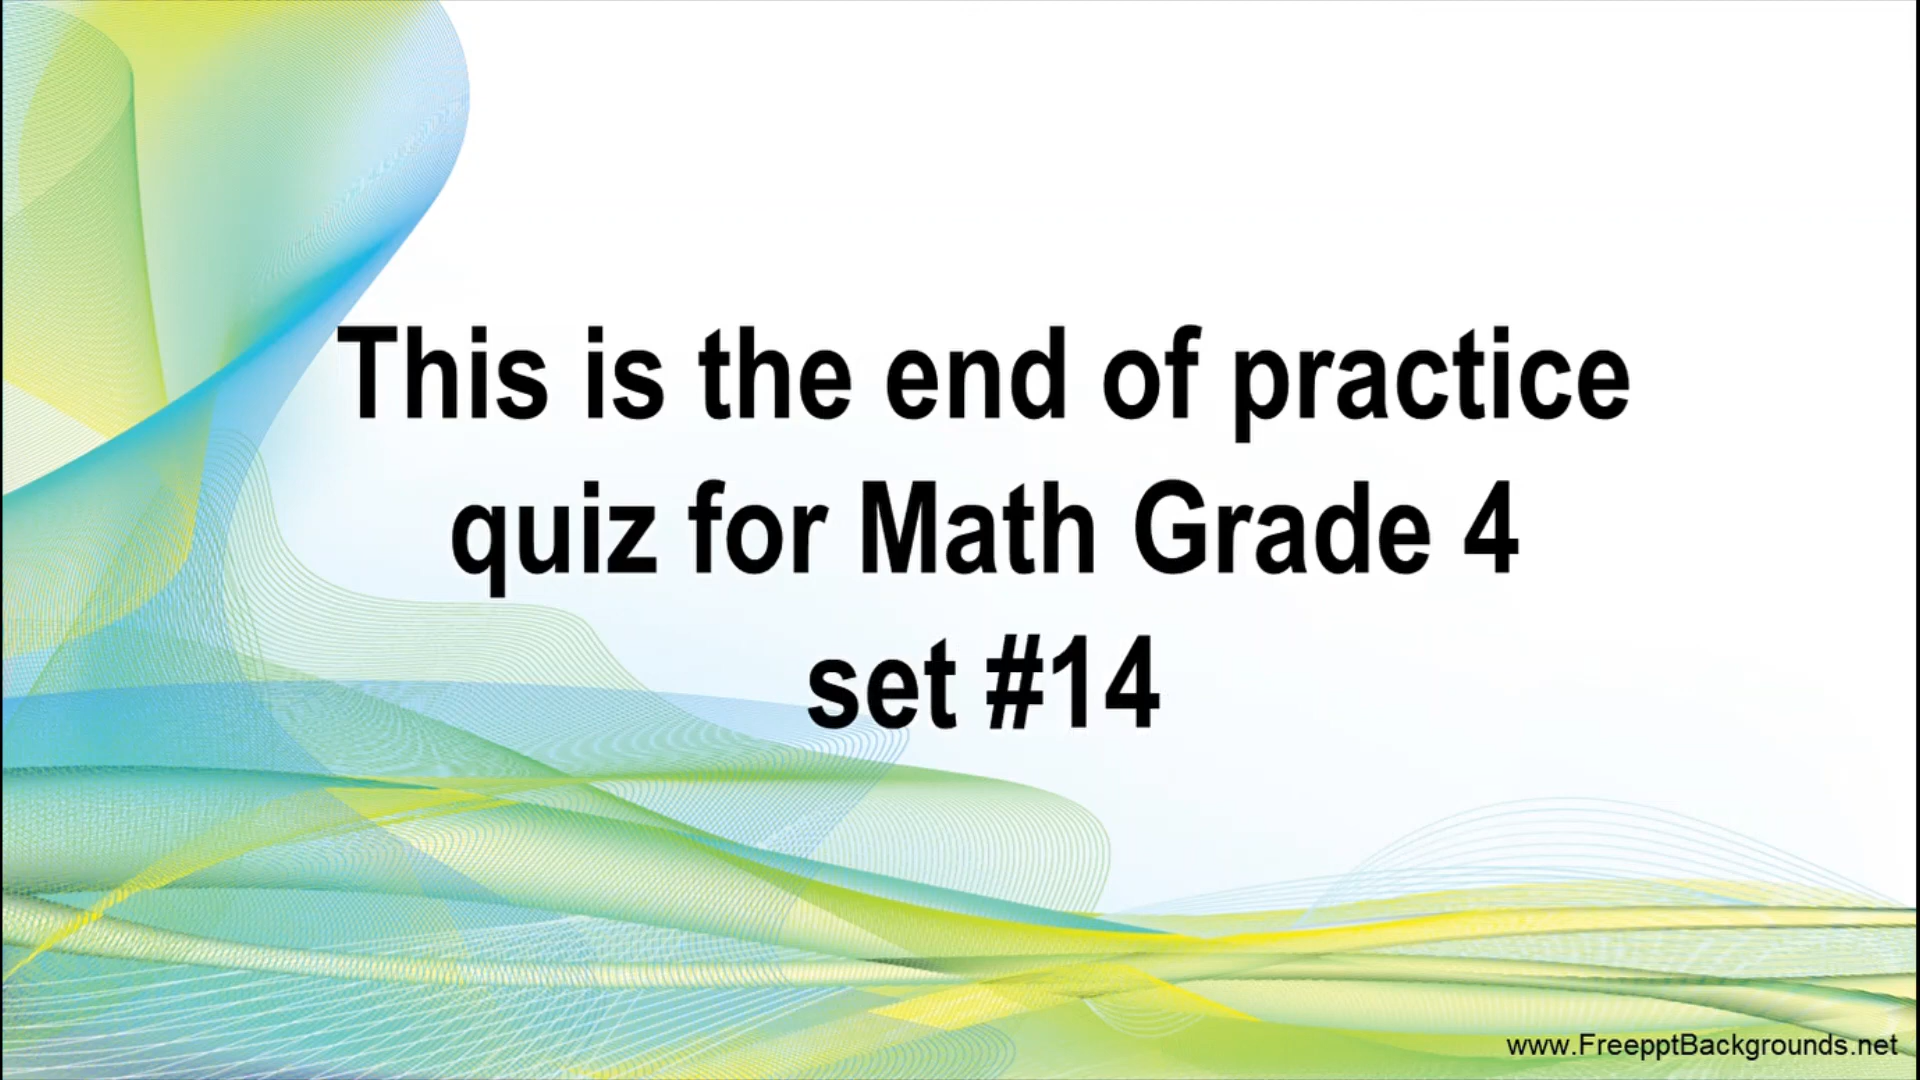 This is the end of practice
quiz for Math Grade 4
set #14
www.FreepptBackgrounds.net